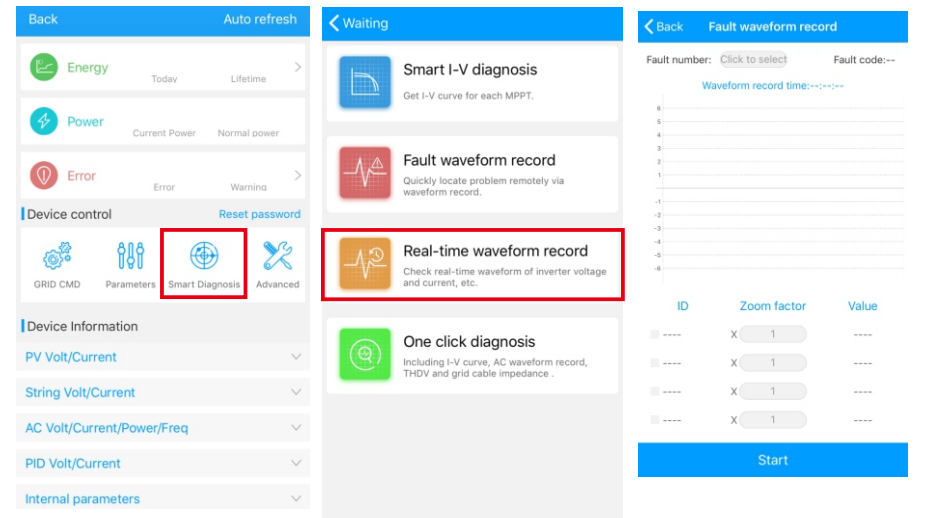 Back Auto refresh
Energy
Today Lifetime
Power
Current Power Normal power
Error
Error Warning
Device control Reset password
GRID CMD Parameters Smart Diagnosis Advanced
Device Information
PV Volt/Current
String Volt/Current
AC Volt/Current/Power/Freq
PID Volt/Current
Internal parameters
Waiting
Smart I-V diagnosis
Get I-V curve for each MPPT.
Fault waveform record
Quickly locate problem remotely via
waveform record.
Real-time waveform record
Check real-time waveform of inverter voltage
and current, etc.
One click diagnosis
Including I-V curve, AC waveform record,
THDV and grid cable impedance .
Back Fault waveform record
Fault number: Click to select Fault code:--
Waveform record time:--:--:--
6
5
4
3
2
1
-1
-2
-3
-4
-5
-6
ID Zoom factor Value
---- X 1 ----
---- X 1 ----
---- X 1 ----
---- X 1 ----
Start